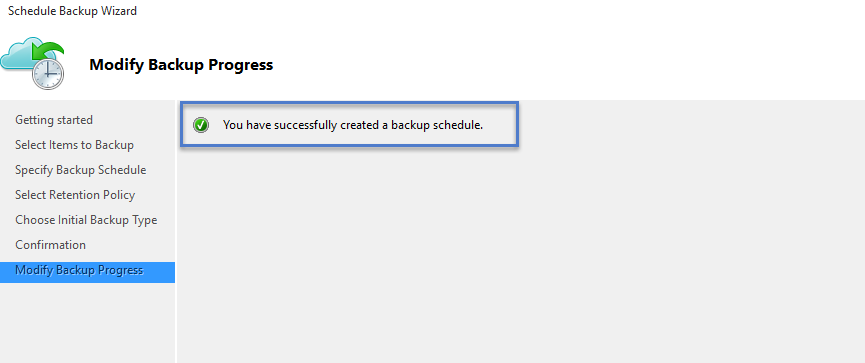 Schedule Backup Wizard
Modify Backup Progress
Getting started
Select Items to Backup
Specify Backup Schedule
Select Retention Policy
Choose Initial Backup Type
Confirmation
Modify Backup Progress
You have successfully created a backup schedule.